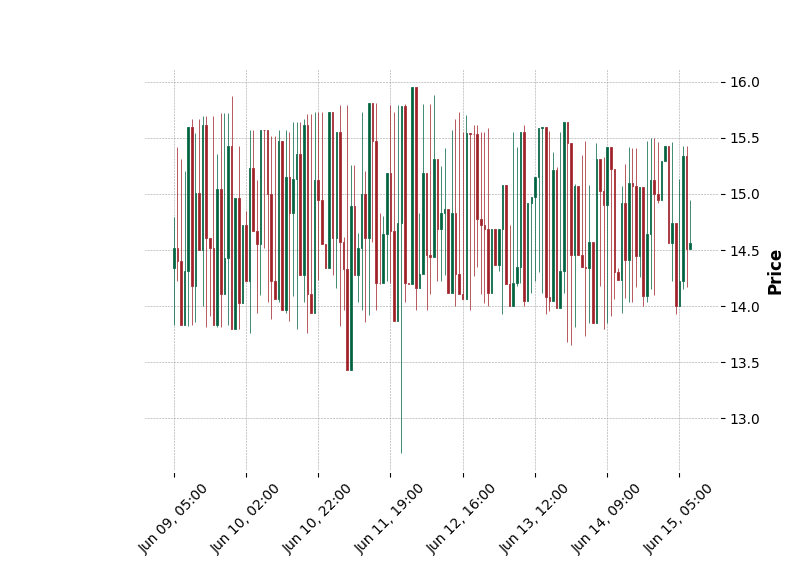 16.0
15.5
15.0
14.5
14.0
13.5
13.0
Price
Jun 09, 05:00
Jun 10, 02:00
Jun 10, 22:00
Jun 11, 19:00
Jun 12, 16:00
Jun 13, 12:00
Jun 14, 09:00
Jun 15, 05:00